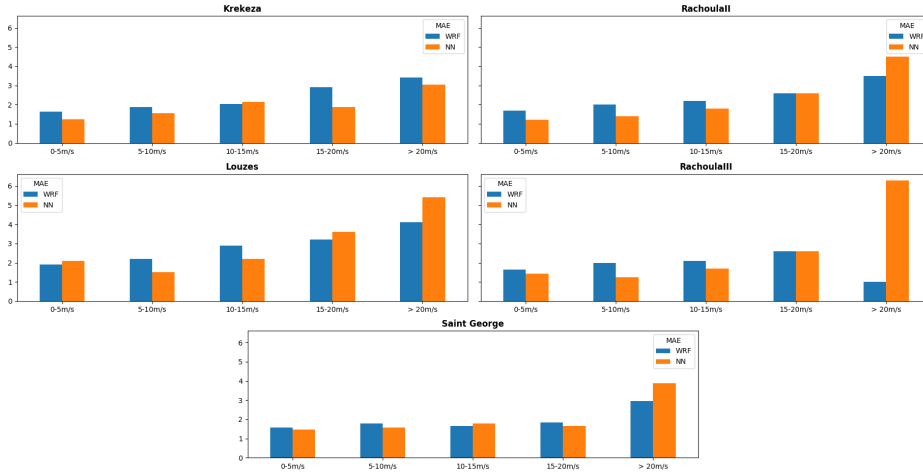 Krekeza
6
5
4
3
2
1
0
MAE
WRF
NN
0-5m/s
5-10m/s
10-15m/s
15-20m/s
> 20m/s
RachoulaII
MAE
WRF
NN
0-5m/s
5-10m/s
10-15m/s
15-20m/s
> 20m/s
Louzes
6
5
4
3
2
1
0
MAE
WRF
NN
0-5m/s
5-10m/s
10-15m/s
15-20m/s
> 20m/s
RachoulaIII
MAE
WRF
NN
0-5m/s
5-10m/s
10-15m/s
15-20m/s
> 20m/s
Saint George
6
5
4
3
2
1
0
MAE
WRF
NN
0-5m/s
5-10m/s
10-15m/s
15-20m/s
> 20m/s